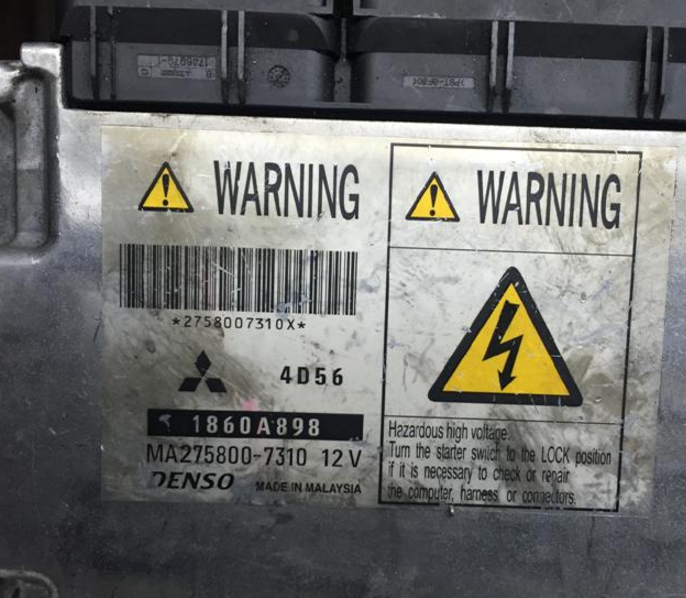 WARNING
*2758007310X*
4D56
1860A898
MA275800-7310 12V
DENSO MADE IN MALAYSIA
WARNING
Hazardous high voltage.
Turn the starter switch to the LOCK position
if it is necessary to check or repair
the computer, harness or connectors.